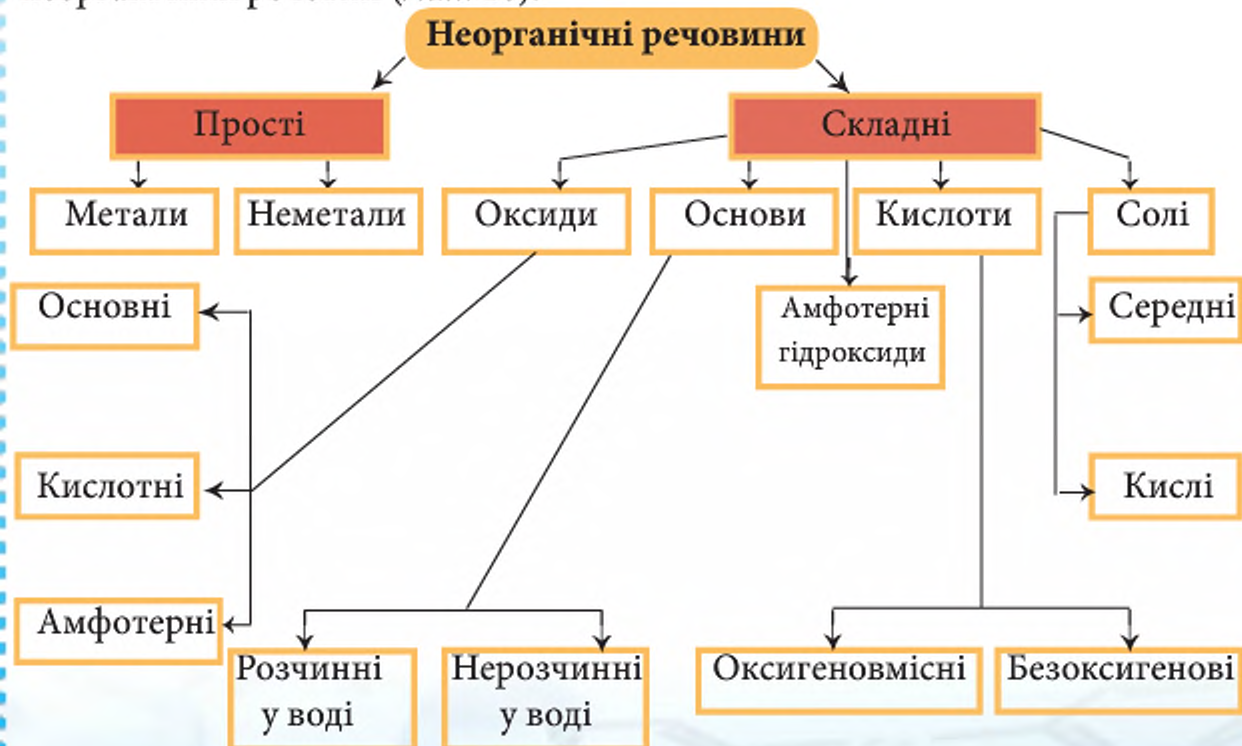 Неорганічні речовини
Прості
Складні
Метали
Неметали
Оксиди
Основи
Кислоти
Солі
Основні
Амфотерні
гідроксиди
Середні
Кислотні
Кислі
Амфотерні
Розчинні
у воді
Нерозчинні
у воді
Оксигеновмісні
Безоксигенові